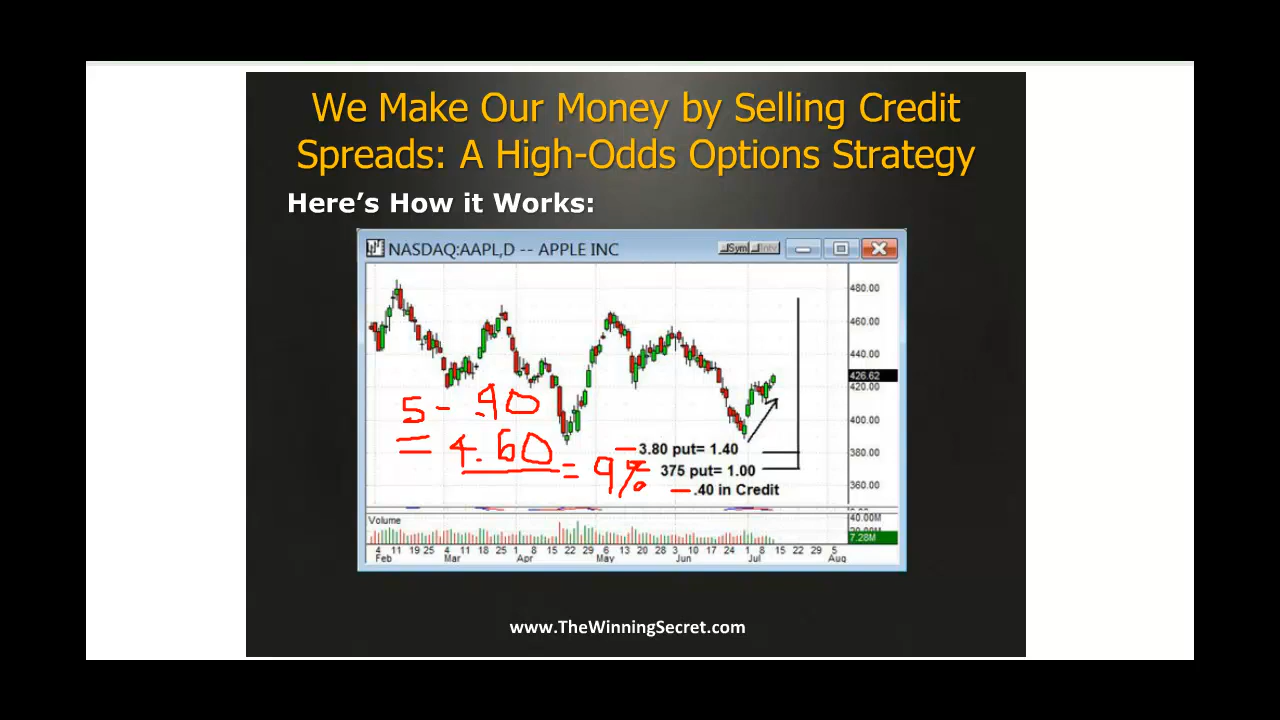 We Make Our Money by Selling Credit
Spreads: A High-Odds Options Strategy
Here's How it Works:
NASDAQ:AAPL,D -- APPLE INC
Sym
Intv
480.00
460.00
440.00
426.62
420.00
400.00
380.00
360.00
5 - .40
4.60 = 9%
3.80 put= 1.40
375 put= 1.00
.40 in Credit
Volume
40.00M
7.28M
4 11 19 25 4 11 18 25 1 8 15 22 29 6 13 20 28 3 10 17 24 1 8 15 22 29 5
Feb Mar Apr May Jun Jul Aug
www.TheWinningSecret.com